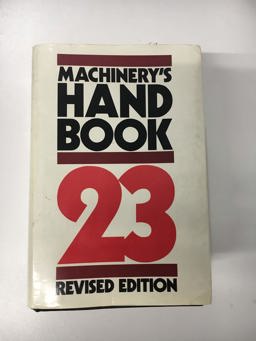 MACHINERY'S
HAND
BOOK
23
REVISED EDITION